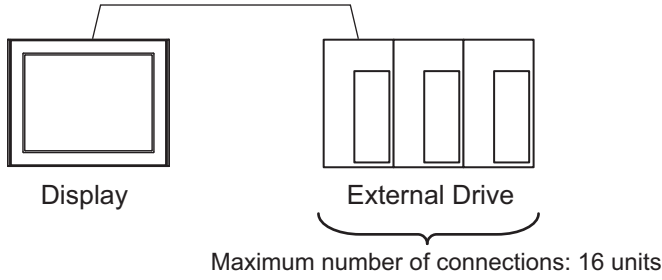 Display
External Drive
Maximum number of connections: 16 units